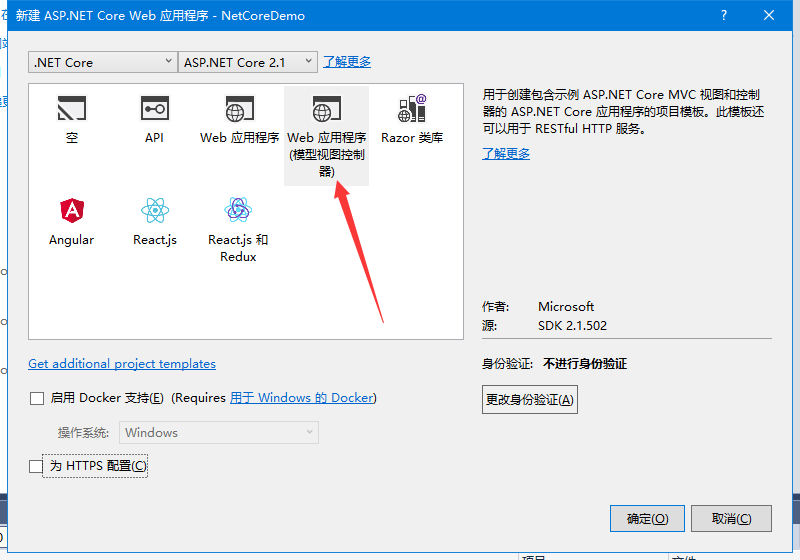 新建 ASP.NET Core Web 应用程序 - NetCoreDemo
.NET Core
ASP.NET Core 2.1
了解更多
空
API
Web 应用程序
Web 应用程序
(模型视图控制
器)
Razor 类库
Angular
React.js
React.js 和
Redux
用于创建包含示例 ASP.NET Core MVC 视图和控制
器的 ASP.NET Core 应用程序的项目模板。此模板还
可以用于 RESTful HTTP 服务。
了解更多
作者: Microsoft
源: SDK 2.1.502
Get additional project templates
身份验证: 不进行身份验证
更改身份验证(A)
启用 Docker 支持(E) (Requires 用于 Windows 的 Docker)
操作系统: Windows
为 HTTPS 配置(C)
确定(O)
取消(C)